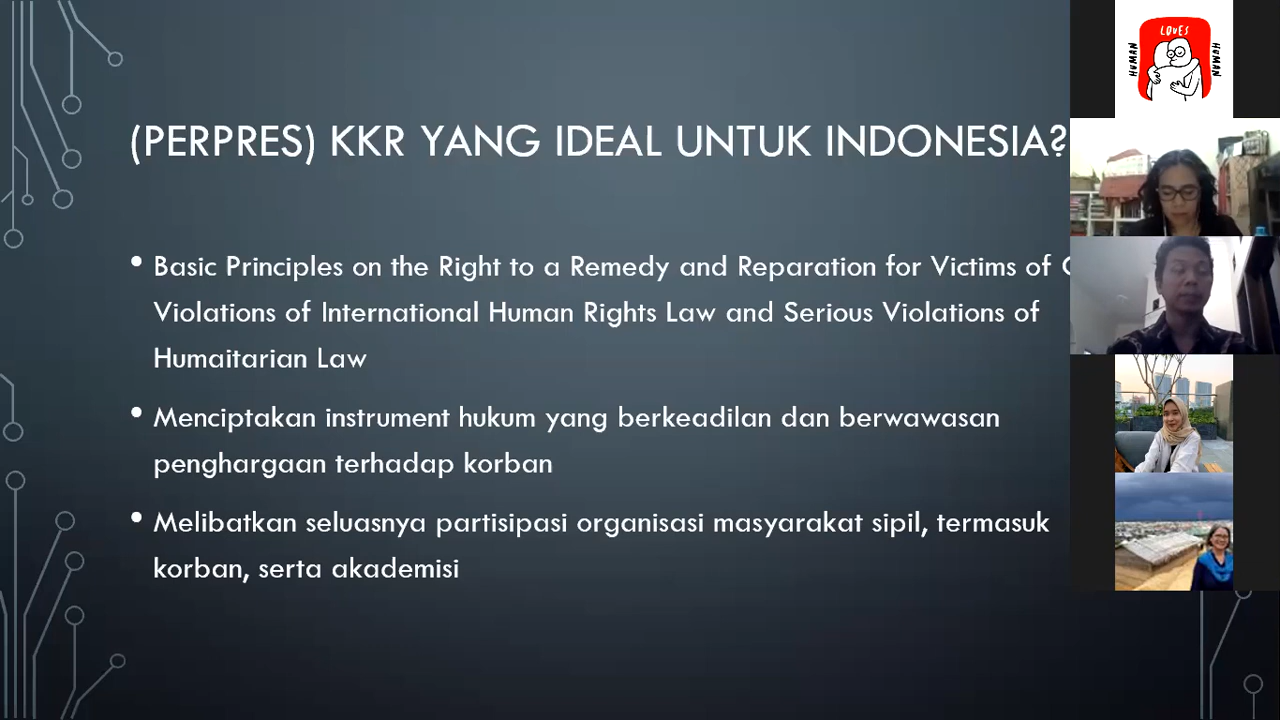 (PERPRES) KKR YANG IDEAL UNTUK INDONESIA?
• Basic Principles on the Right to a Remedy and Reparation for Victims of
Violations of International Human Rights Law and Serious Violations of
Humaitarian Law
• Menciptakan instrument hukum yang berkeadilan dan berwawasan
penghargaan terhadap korban
• Melibatkan seluasnya partisipasi organisasi masyarakat sipil, termasuk
korban, serta akademisi
LOVES
HUMAN
HUMAN